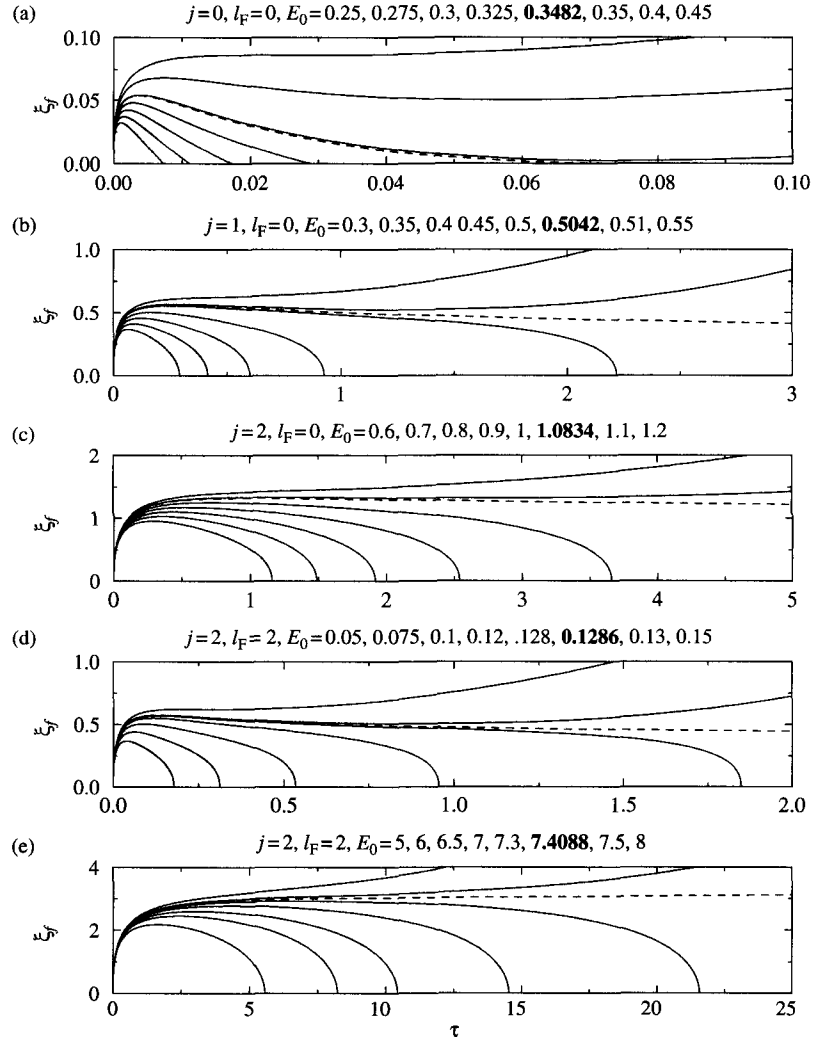 (a) j=0, l_F=0, E_0=0.25, 0.275, 0.3, 0.325, 0.3482, 0.35, 0.4, 0.45
0.10
0.05
0.00
ξ_f
0.00 0.02 0.04 0.06 0.08 0.10
(b) j=1, l_F=0, E_0=0.3, 0.35, 0.4 0.45, 0.5, 0.5042, 0.51, 0.55
1.0
0.5
0.0
ξ_f
0 1 2 3
(c) j=2, l_F=0, E_0=0.6, 0.7, 0.8, 0.9, 1, 1.0834, 1.1, 1.2
2
1
0
ξ_f
0 1 2 3 4 5
(d) j=2, l_F=2, E_0=0.05, 0.075, 0.1, 0.12, .128, 0.1286, 0.13, 0.15
1.0
0.5
0.0
ξ_f
0.0 0.5 1.0 1.5 2.0
(e) j=2, l_F=2, E_0=5, 6, 6.5, 7, 7.3, 7.4088, 7.5, 8
4
2
0
ξ_f
0 5 10 15 20 25
τ